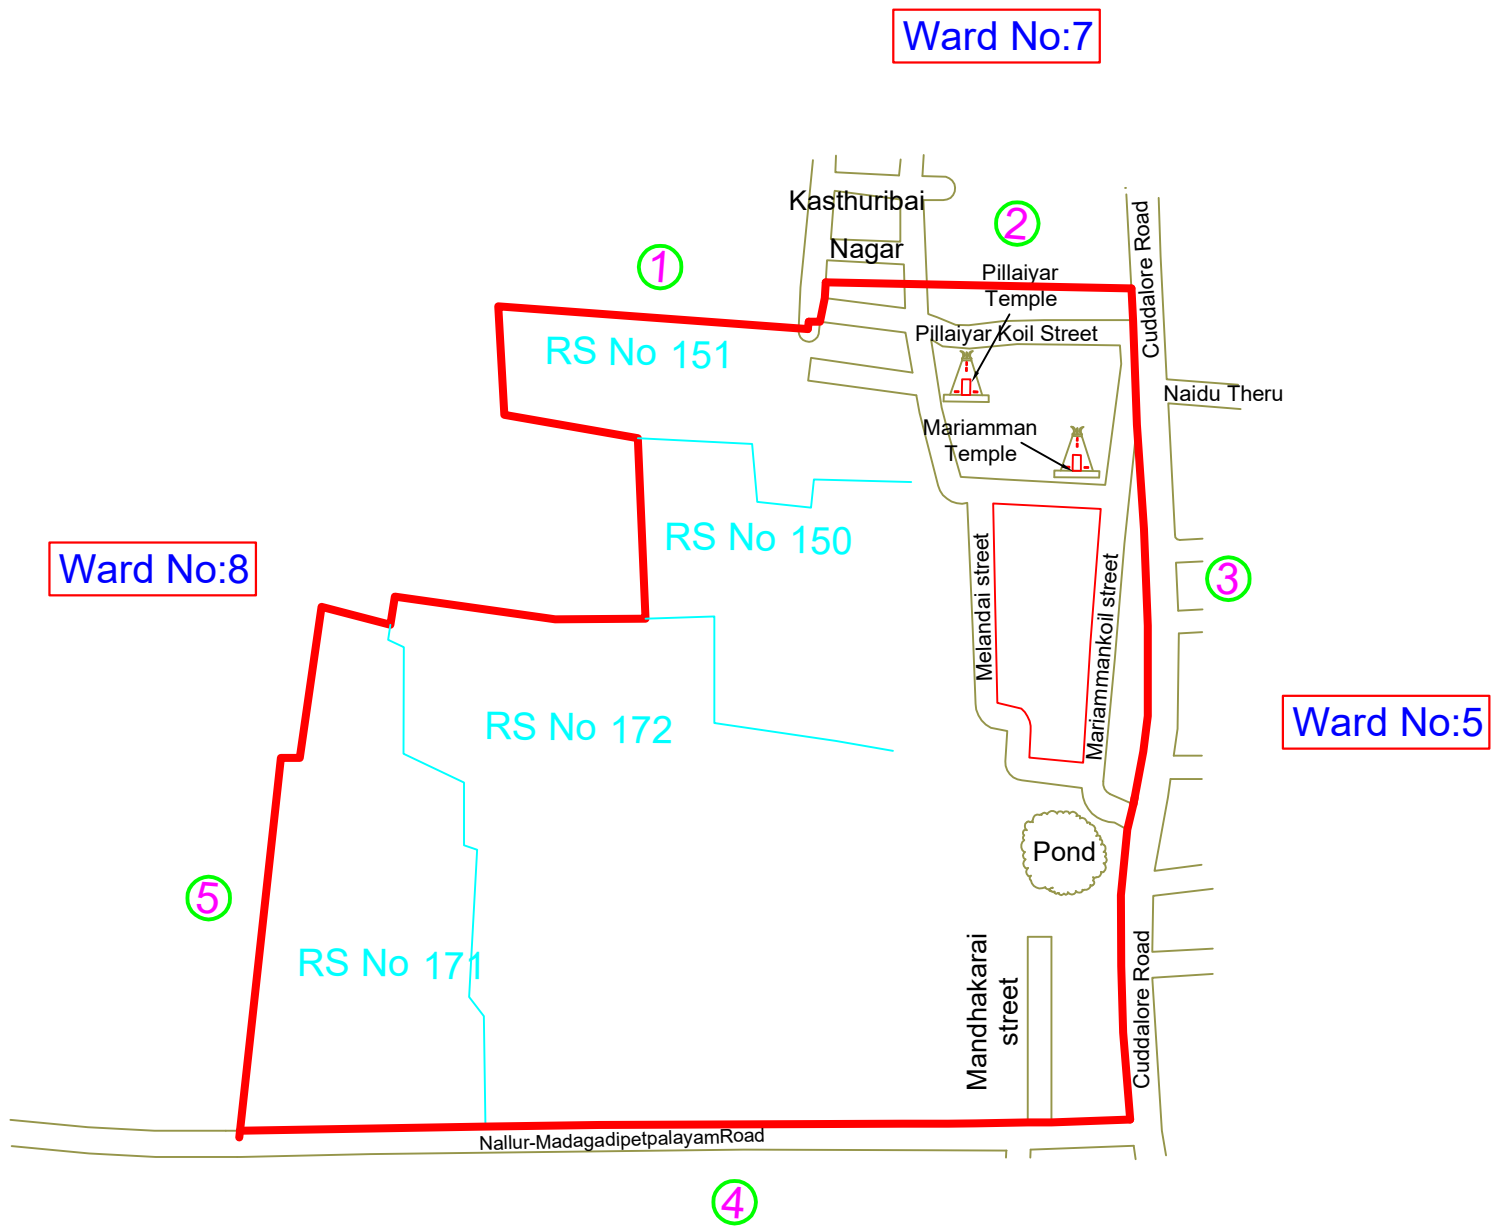 Ward No:7
Kasthuribai
Nagar
2
1
Pillaiyar
Temple
Cuddalore Road
Pillaiyar Koil Street
RS No 151
Naidu Theru
Mariamman
Temple
RS No 150
Ward No:8
Melandai street
Mariammankoil street
3
RS No 172
Ward No:5
Pond
5
RS No 171
Mandhakarai
street
Cuddalore Road
Nallur-MadagadipetpalayamRoad
4